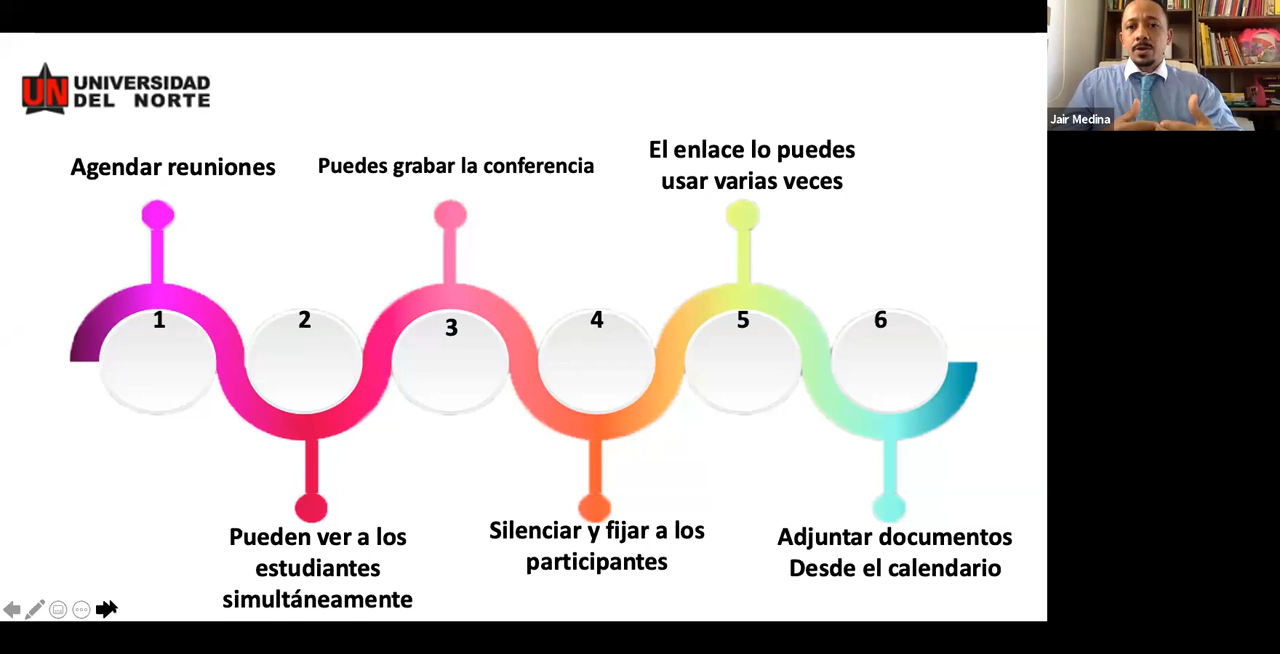 UN UNIVERSIDAD
DEL NORTE
Jair Medina
Agendar reuniones
Puedes grabar la conferencia
El enlace lo puedes
usar varias veces
1
2
3
4
5
6
Pueden ver a los
estudiantes
simultáneamente
Silenciar y fijar a los
participantes
Adjuntar documentos
Desde el calendario